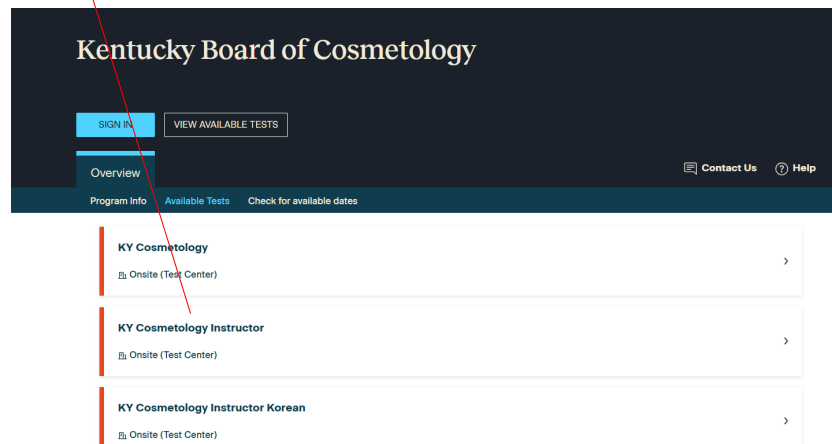 Kentucky Board of Cosmetology
SIGN IN
VIEW AVAILABLE TESTS
Overview
Contact Us
Help
Program Info
Available Tests
Check for available dates
KY Cosmetology
Onsite (Test Center)
KY Cosmetology Instructor
Onsite (Test Center)
KY Cosmetology Instructor Korean
Onsite (Test Center)